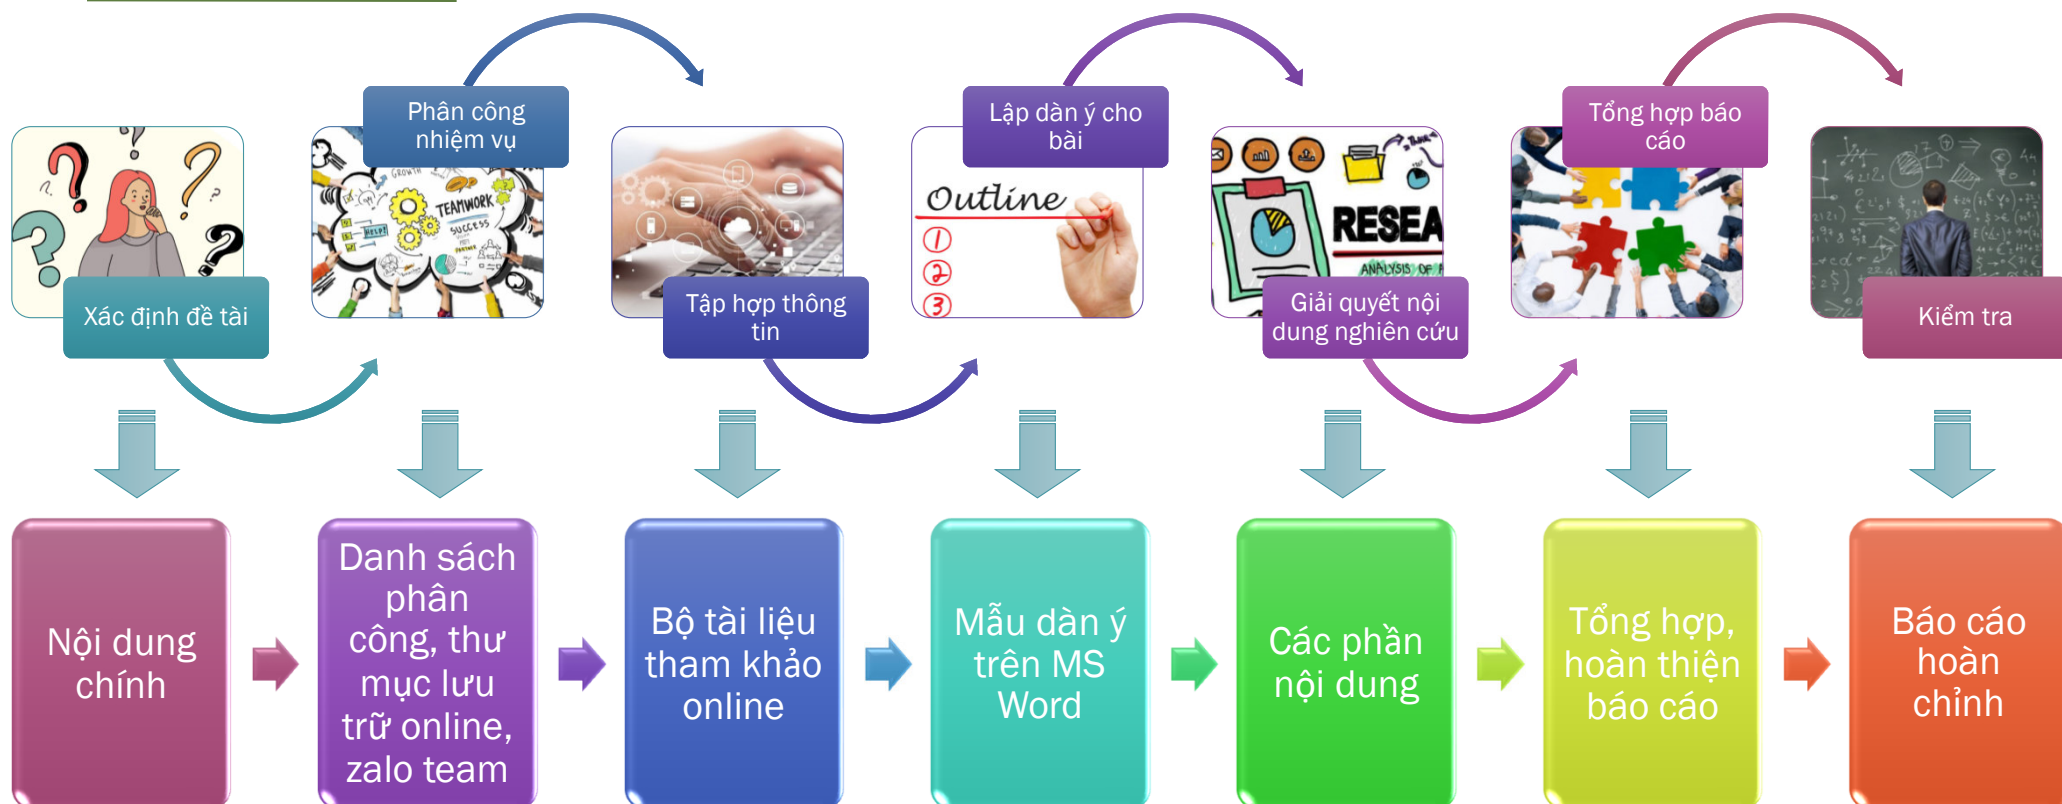 Phân công
nhiệm vụ
Lập dàn ý cho
bài
Tổng hợp báo
cáo
GROWTH
TEAMWORK
SUCCESS
HELP!
PARTNER
Outline
1
2
3
RESEA
ANALYSIS OF
Xác định đề tài
Tập hợp thông
tin
Giải quyết nội
dung nghiên cứu
Kiểm tra
Nội dung
chính
Danh sách
phân
công, thư
mục lưu
trữ online,
zalo team
Bộ tài liệu
tham khảo
online
Mẫu dàn ý
trên MS
Word
Các phần
nội dung
Tổng hợp,
hoàn thiện
báo cáo
Báo cáo
hoàn
chỉnh